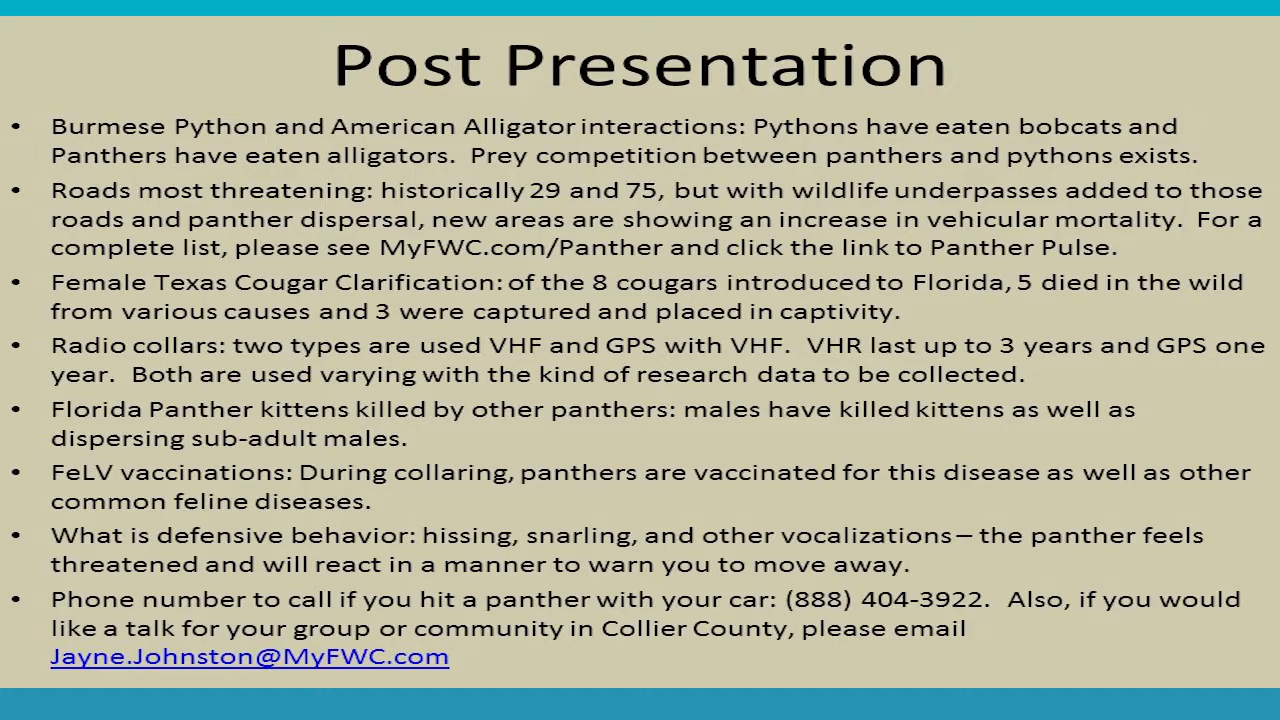 Post Presentation
• Burmese Python and American Alligator interactions: Pythons have eaten bobcats and
Panthers have eaten alligators. Prey competition between panthers and pythons exists.
• Roads most threatening: historically 29 and 75, but with wildlife underpasses added to those
roads and panther dispersal, new areas are showing an increase in vehicular mortality. For a
complete list, please see MyFWC.com/Panther and click the link to Panther Pulse.
• Female Texas Cougar Clarification: of the 8 cougars introduced to Florida, 5 died in the wild
from various causes and 3 were captured and placed in captivity.
• Radio collars: two types are used VHF and GPS with VHF. VHR last up to 3 years and GPS one
year. Both are used varying with the kind of research data to be collected.
• Florida Panther kittens killed by other panthers: males have killed kittens as well as
dispersing sub-adult males.
• FeLV vaccinations: During collaring, panthers are vaccinated for this disease as well as other
common feline diseases.
• What is defensive behavior: hissing, snarling, and other vocalizations – the panther feels
threatened and will react in a manner to warn you to move away.
• Phone number to call if you hit a panther with your car: (888) 404-3922. Also, if you would
like a talk for your group or community in Collier County, please email
Jayne.Johnston@MyFWC.com